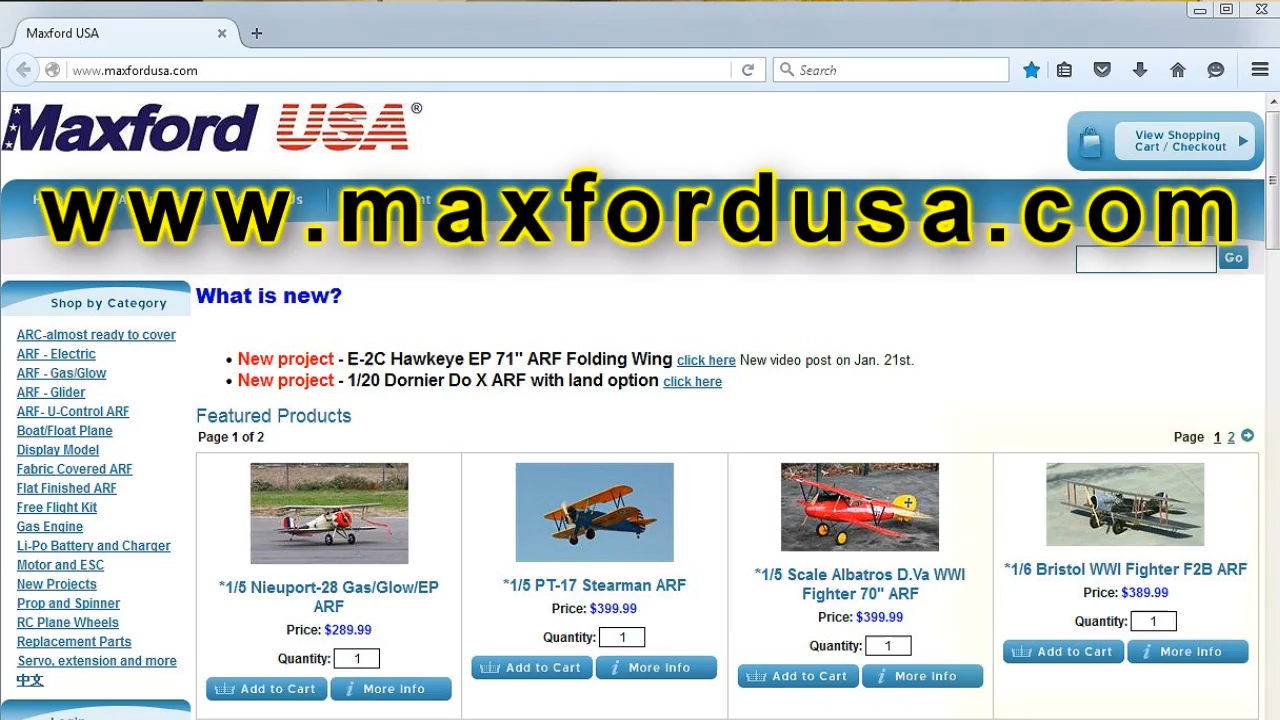 Maxford USA
www.maxfordusa.com
Search
Maxford USA®
View Shopping
Cart / Checkout
www.maxfordusa.com
Go
Shop by Category
ARC-almost ready to cover
ARF - Electric
ARF - Gas/Glow
ARF - Glider
ARF- U-Control ARF
Boat/Float Plane
Display Model
Fabric Covered ARF
Flat Finished ARF
Free Flight Kit
Gas Engine
Li-Po Battery and Charger
Motor and ESC
New Projects
Prop and Spinner
RC Plane Wheels
Replacement Parts
Servo, extension and more
中文
What is new?
• New project - E-2C Hawkeye EP 71" ARF Folding Wing click here New video post on Jan. 21st.
• New project - 1/20 Dornier Do X ARF with land option click here
Featured Products
Page 1 of 2
Page 1 2
*1/5 Nieuport-28 Gas/Glow/EP
ARF
Price: $289.99
Quantity: 1
Add to Cart
More Info
*1/5 PT-17 Stearman ARF
Price: $399.99
Quantity: 1
Add to Cart
More Info
*1/5 Scale Albatros D.Va WWI
Fighter 70" ARF
Price: $399.99
Quantity: 1
Add to Cart
More Info
*1/6 Bristol WWI Fighter F2B ARF
Price: $389.99
Quantity: 1
Add to Cart
More Info